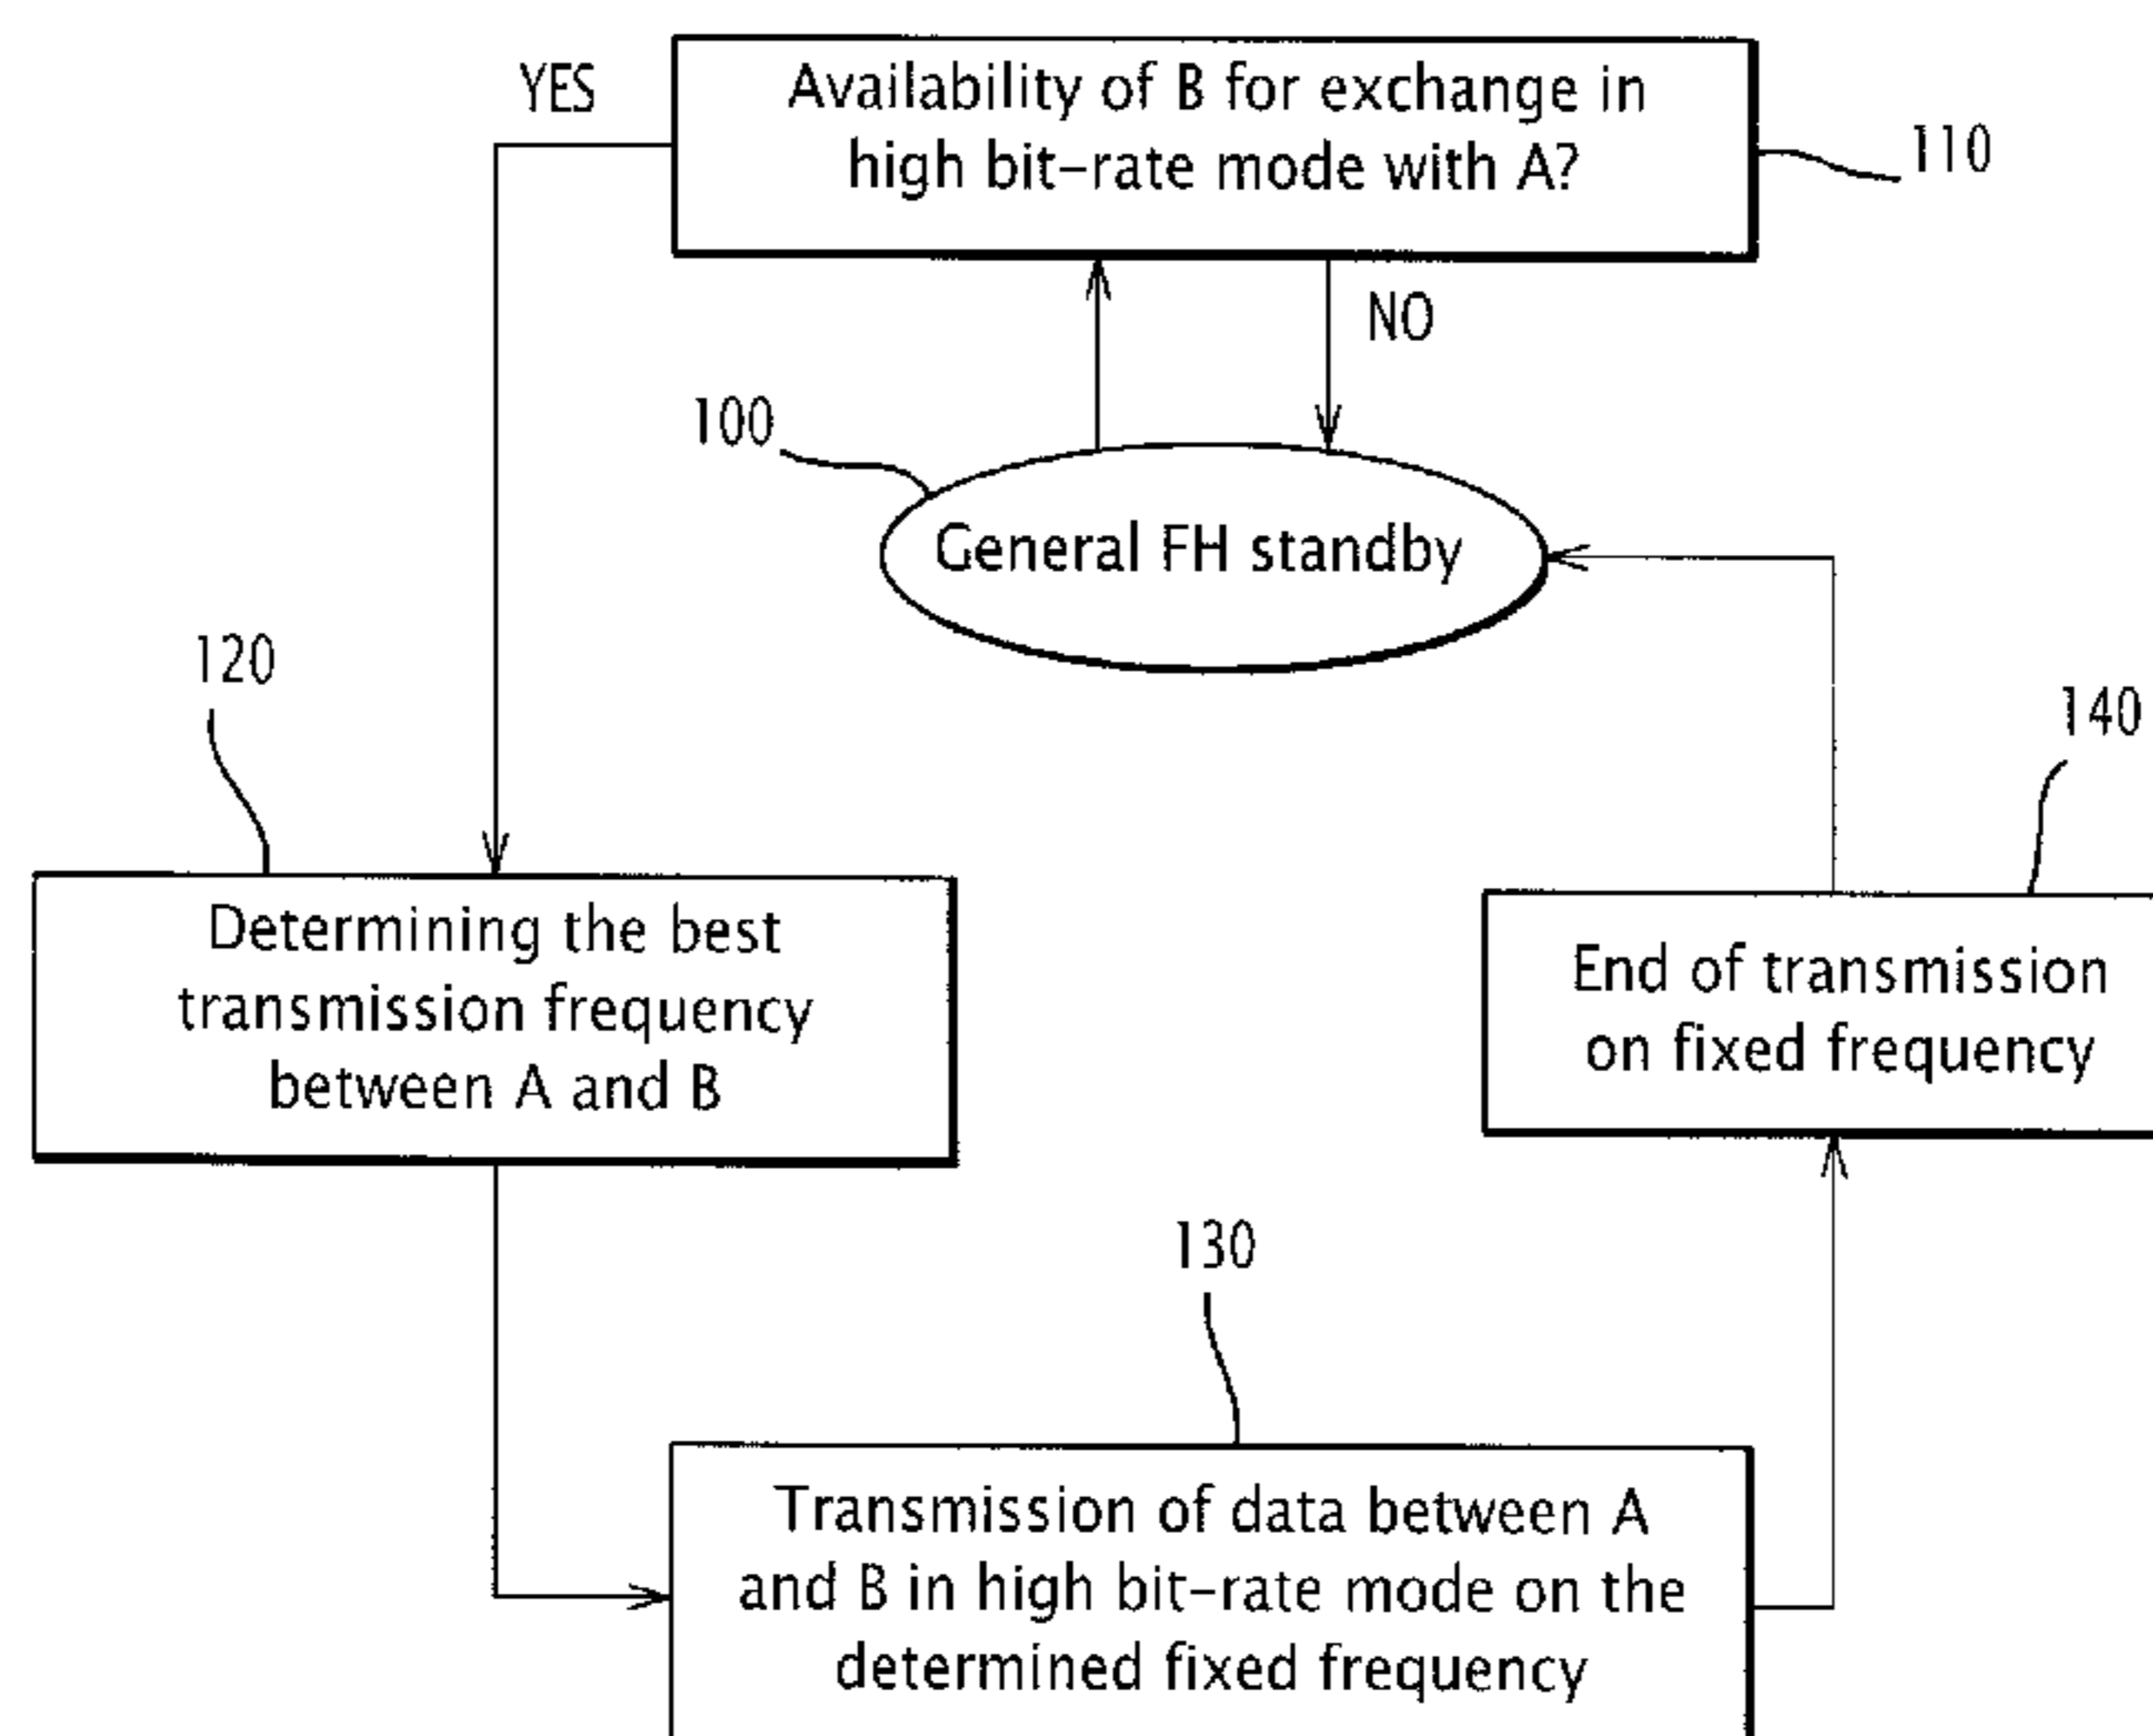 YES
Availability of B for exchange in
high bit-rate mode with A?
110
NO
100
General FH standby
120
140
Determining the best
transmission frequency
between A and B
End of transmission
on fixed frequency
130
Transmission of data between A
and B in high bit-rate mode on the
determined fixed frequency